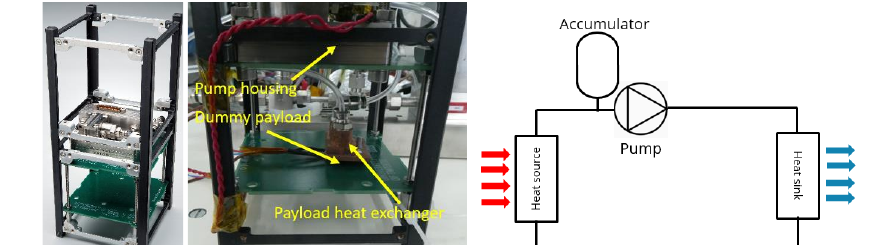 Pump housing
Dummy payload
Payload heat exchanger
Accumulator
Pump
Heat source
Heat sink